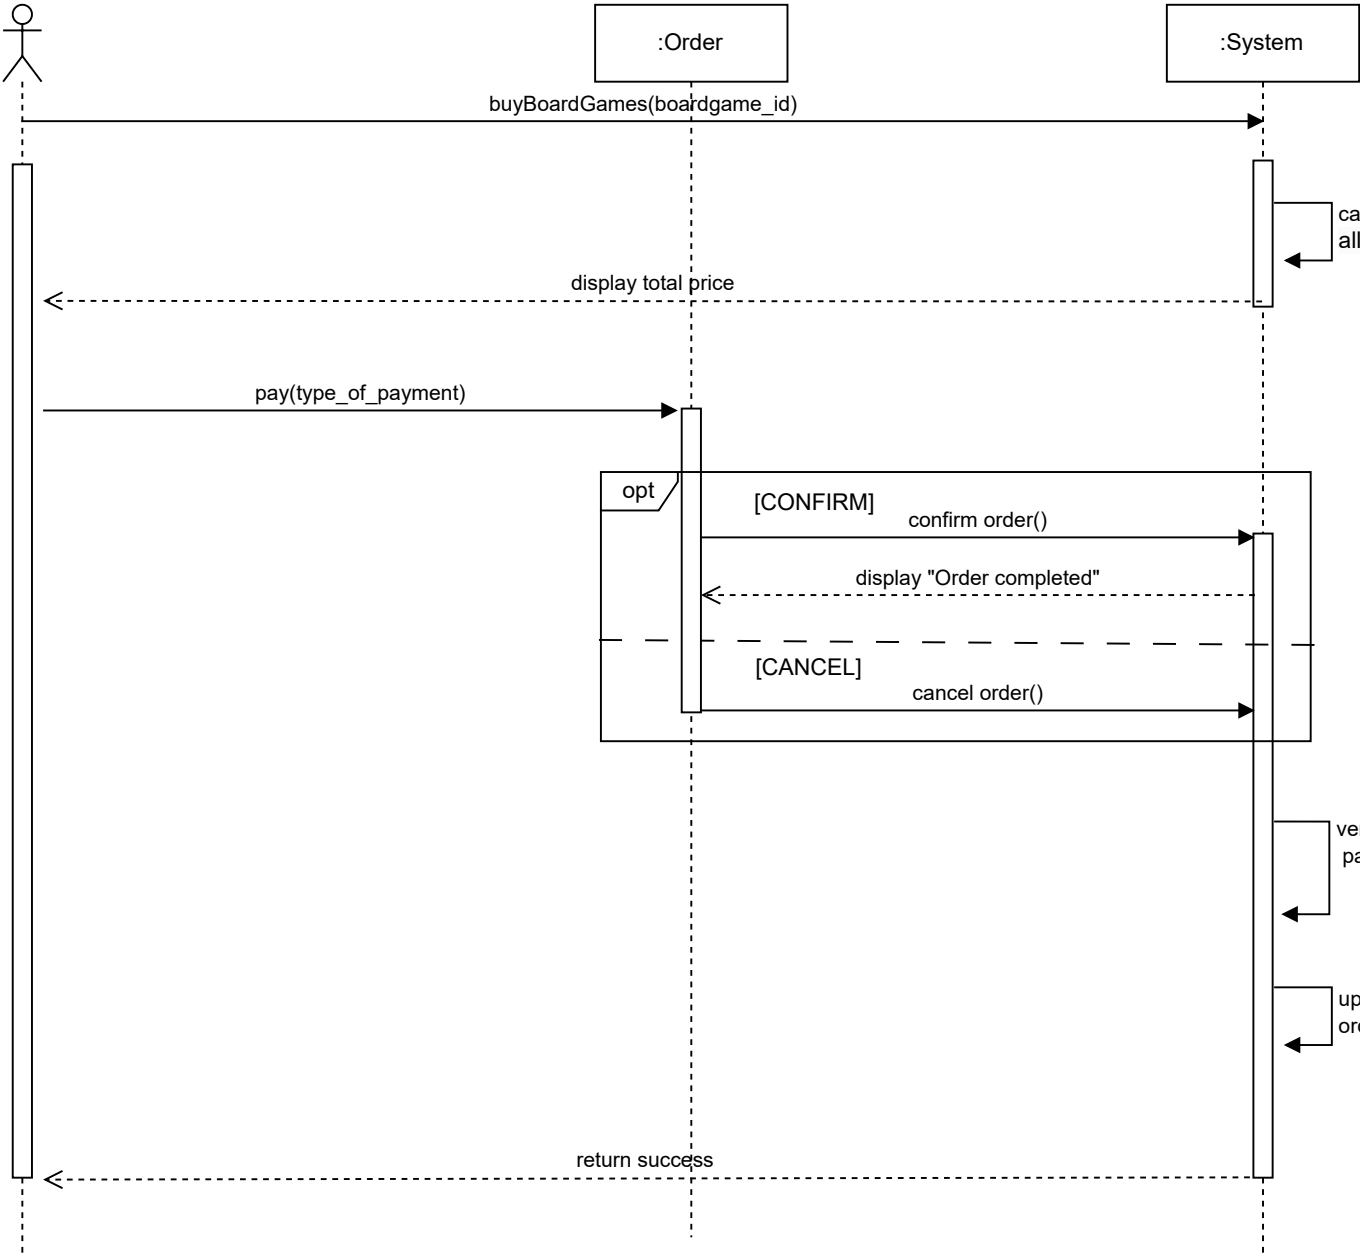 :Order
:System
buyBoardGames(boardgame_id)
all
display total price
pay(type_of_payment)
opt
[CONFIRM]
confirm order()
display "Order completed"
[CANCEL]
cancel order()
return success